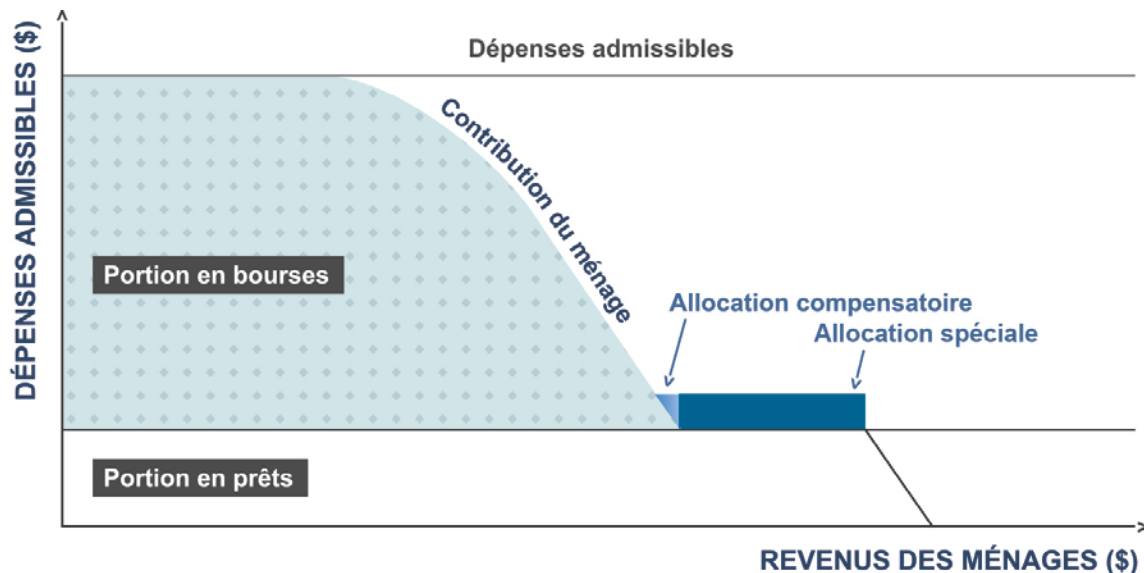 DÉPENSES ADMISSIBLES ($)
Dépenses admissibles
Contribution du ménage
Portion en bourses
Allocation compensatoire
Allocation spéciale
Portion en prêts
REVENUS DES MÉNAGES ($)